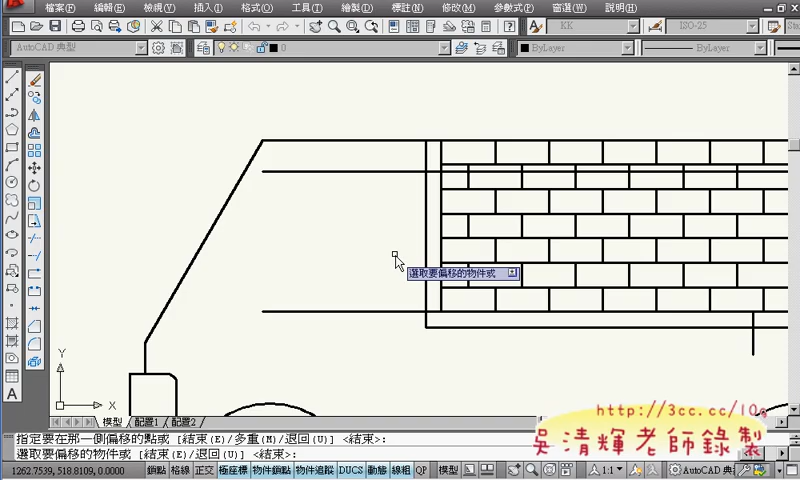 檔案(F) 編輯(E) 檢視(V) 插入(I) 格式(O) 工具(T) 繪製(D) 標註(N) 修改(M) 參數式(P) 視窗(W) 說明(H)
KK ISO-25
AutoCAD 典型 0 ByLayer ByLayer
選取要偏移的物件或
Y
X
模型 配置1 配置2
http://3cc.cc/10q
吳清輝老師錄製
指定要在那一側偏移的點或 [結束(E)/多重(M)/退回(U)] <結束>:
選取要偏移的物件或 [結束(E)/退回(U)] <結束>:
1262.7539, 518.8109, 0.0000 鎖點 格線 正交 極座標 物件鎖點 物件追蹤 DUCS 動態 線粗 QP 模型 1:1 AutoCAD